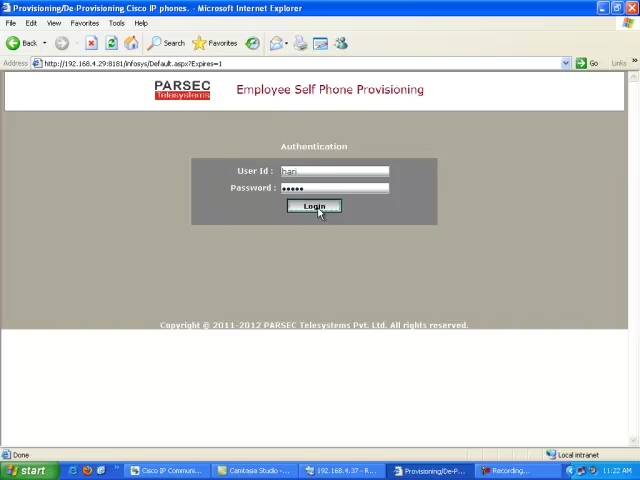 Provisioning/De-Provisioning Cisco IP phones. - Microsoft Internet Explorer
File Edit View Favorites Tools Help
Back Search Favorites
Address http://192.168.4.29:8181/infosys/Default.aspx?Expires=1 Go Links »
PARSEC
Telesystems
Employee Self Phone Provisioning
Authentication
User Id : hari
Password : •••••
Login
Copyright © 2011-2012 PARSEC Telesystems Pvt. Ltd. All rights reserved.
Done Local intranet
start » Cisco IP Communi... Camtasia Studio -... 192.168.4.37 - R... Provisioning/De-P... Recording... 11:22 AM